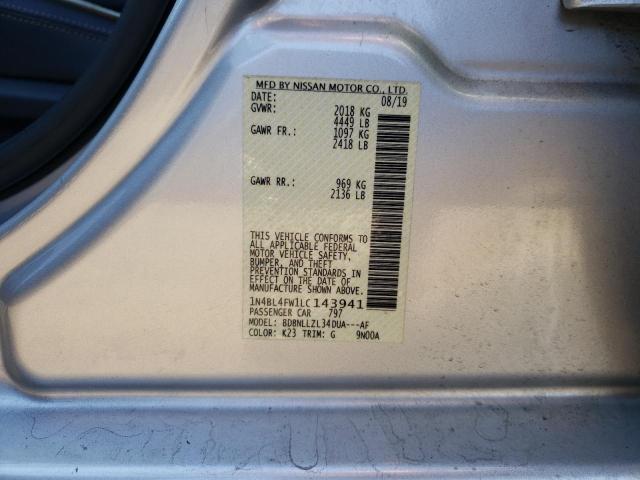 MFD BY NISSAN MOTOR CO., LTD.
DATE: 08/19
GVWR: 2018 KG
4449 LB
GAWR FR.: 1097 KG
2418 LB
GAWR RR.: 969 KG
2136 LB
THIS VEHICLE CONFORMS TO
ALL APPLICABLE FEDERAL
MOTOR VEHICLE SAFETY,
BUMPER, AND THEFT
PREVENTION STANDARDS IN
EFFECT ON THE DATE OF
MANUFACTURE SHOWN ABOVE.
1N4BL4FW1LC143941
PASSENGER CAR 797
MODEL: BDBNLLZL34DUA---AF
COLOR: K23 TRIM: G 9N00A